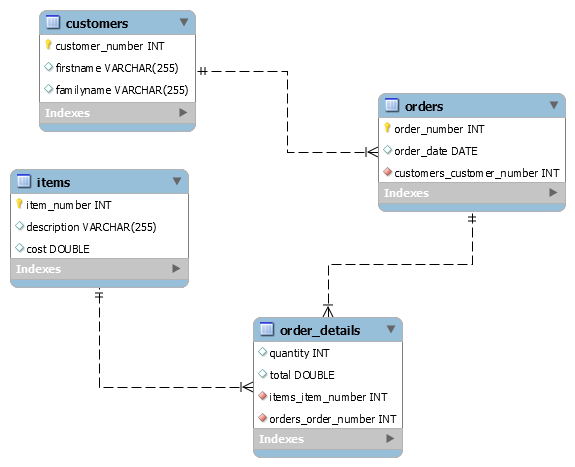 customers
customer_number INT
firstname VARCHAR(255)
familyname VARCHAR(255)
Indexes
orders
order_number INT
order_date DATE
customers_customer_number INT
Indexes
items
item_number INT
description VARCHAR(255)
cost DOUBLE
Indexes
order_details
quantity INT
total DOUBLE
items_item_number INT
orders_order_number INT
Indexes